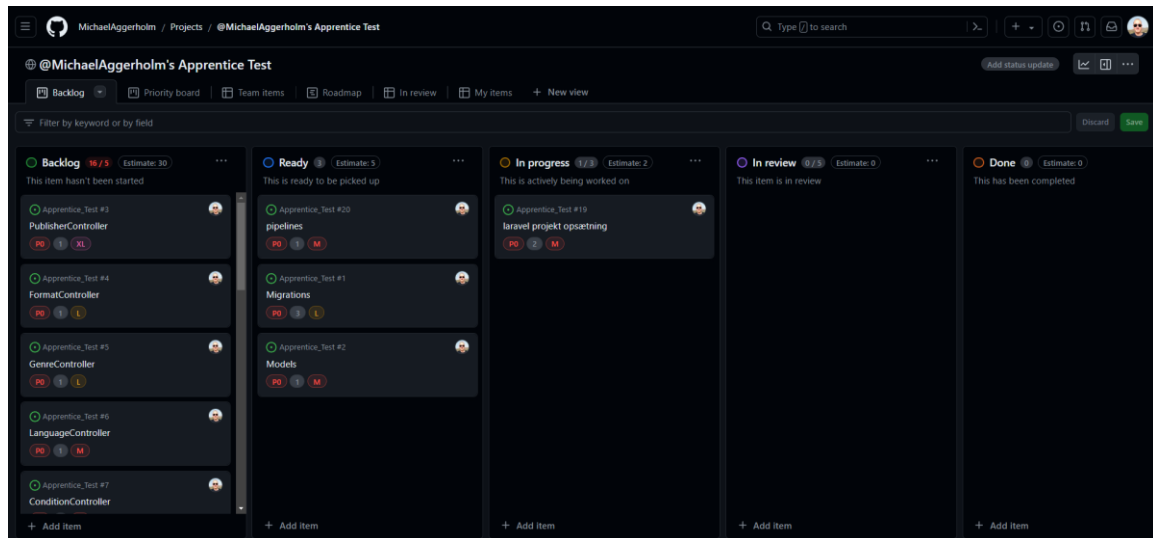 MichaelAggerholm / Projects / @MichaelAggerholm's Apprentice Test
Type / to search
@MichaelAggerholm's Apprentice Test
Add status update
Backlog
Priority board
Team items
Roadmap
In review
My items
+ New view
Filter by keyword or by field
Discard
Save
Backlog 16 / 5 Estimate: 30
This item hasn't been started
Apprentice_Test #3
PublisherController
P0 1 XL
Apprentice_Test #4
FormatController
P0 1 L
Apprentice_Test #5
GenreController
P0 1 L
Apprentice_Test #6
LanguageController
P0 1 M
Apprentice_Test #7
ConditionController
+ Add item
Ready 3 Estimate: 5
This is ready to be picked up
Apprentice_Test #20
pipelines
P0 1 M
Apprentice_Test #1
Migrations
P0 3 L
Apprentice_Test #2
Models
P0 1 M
+ Add item
In progress 1 / 3 Estimate: 2
This is actively being worked on
Apprentice_Test #19
laravel projekt opsætning
P0 2 M
+ Add item
In review 0 / 5 Estimate: 0
This item is in review
+ Add item
Done 0 Estimate: 0
This has been completed
+ Add item